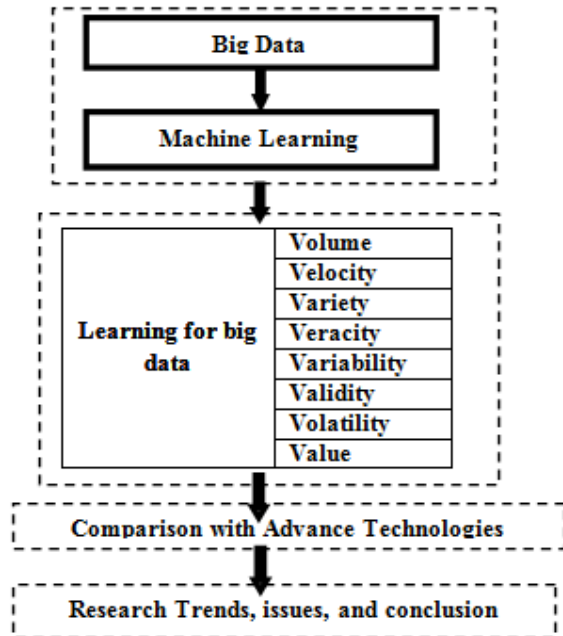 Big Data
Machine Learning
Learning for big
data
Volume
Velocity
Variety
Veracity
Variability
Validity
Volatility
Value
Comparison with Advance Technologies
Research Trends, issues, and conclusion